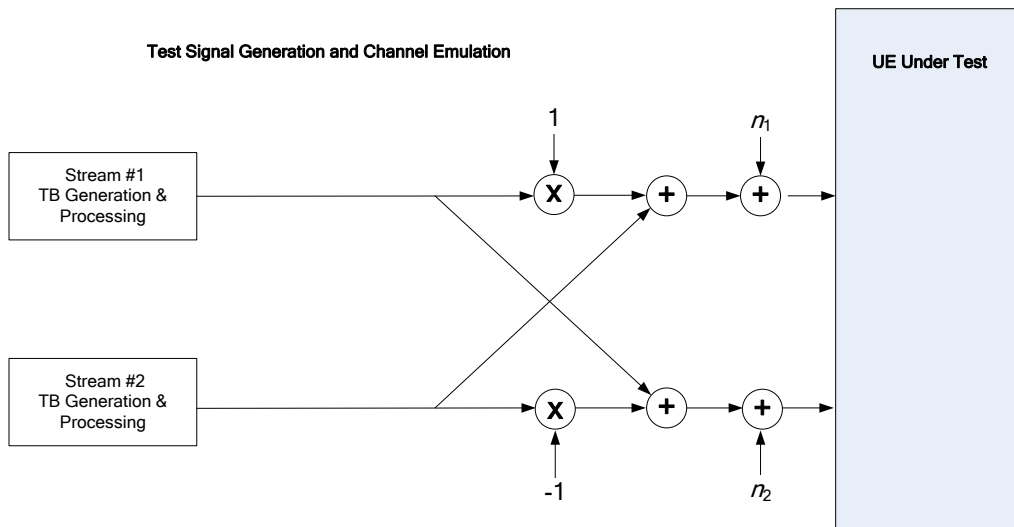 Test Signal Generation and Channel Emulation
UE Under Test
1
n1
Stream #1
TB Generation &
Processing
X
+
+
Stream #2
TB Generation &
Processing
X
+
+
-1
n2